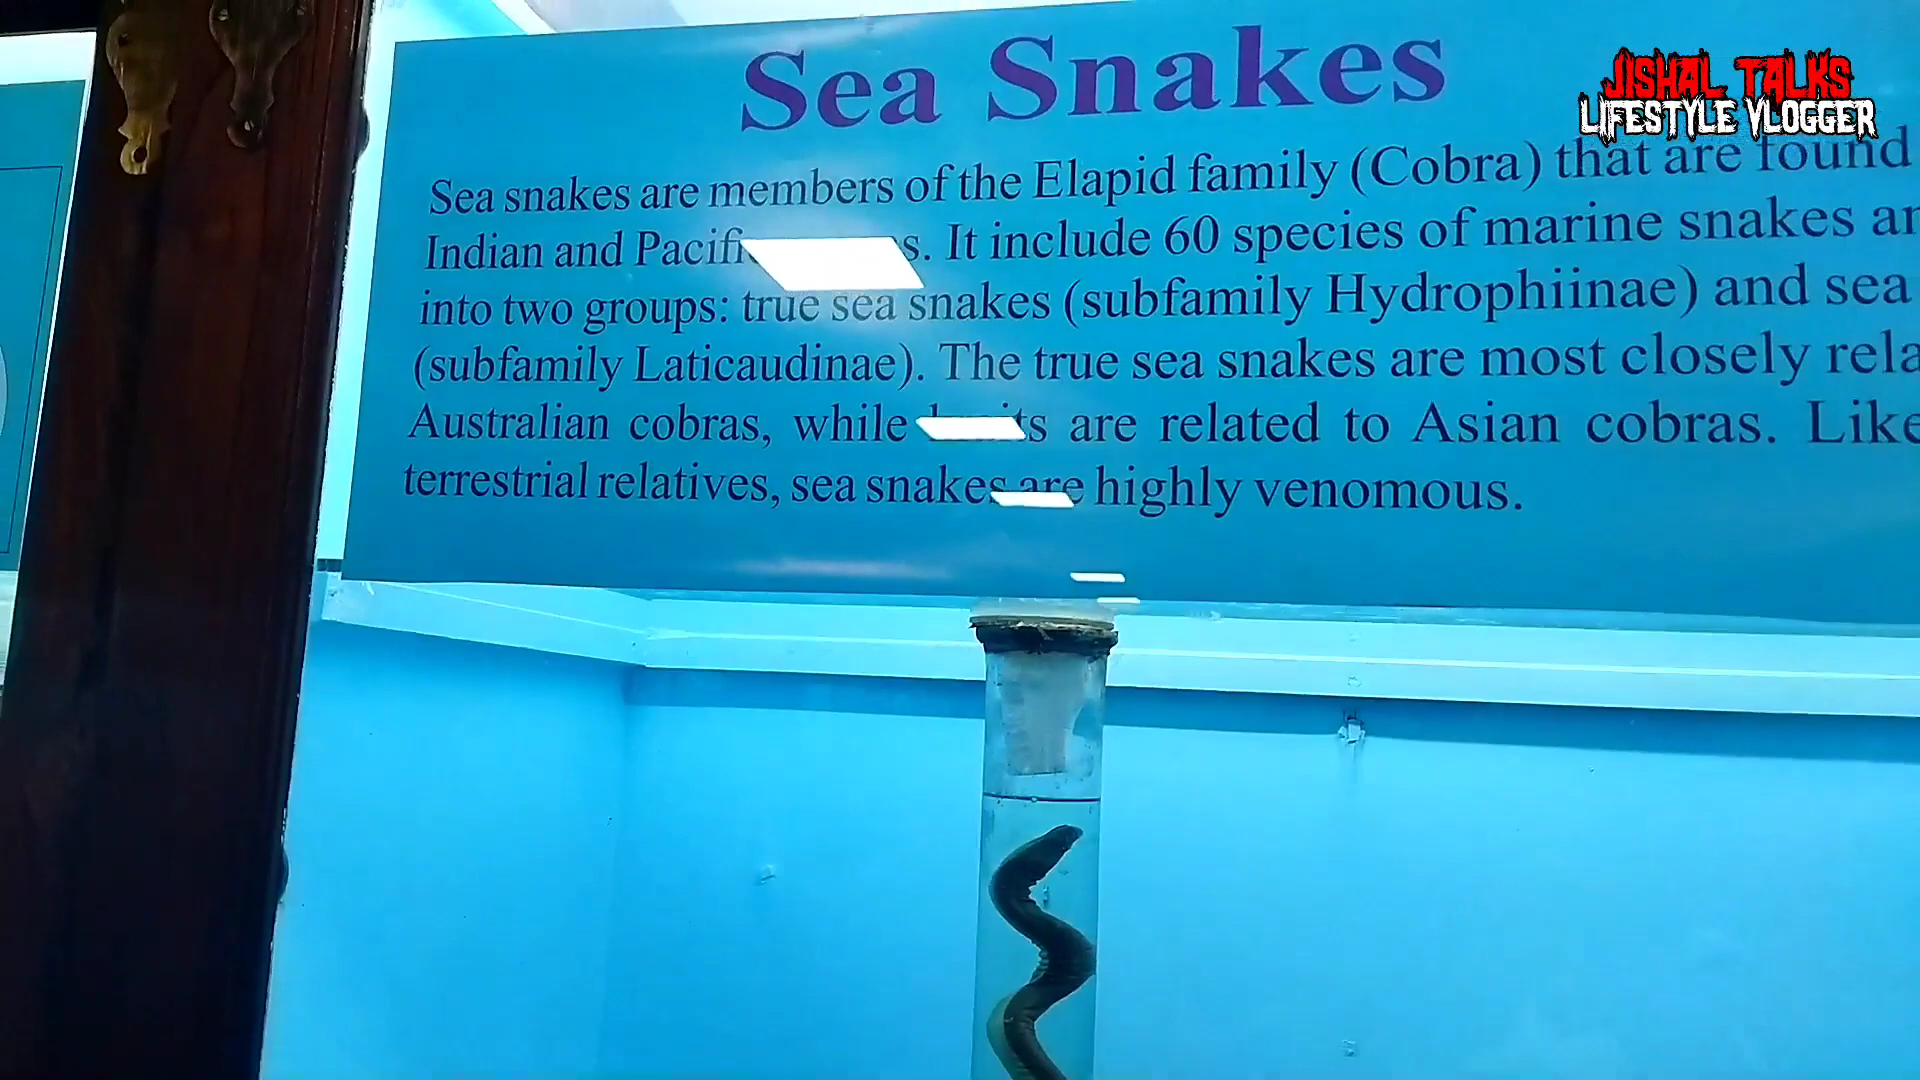 Sea Snakes
JISHAL TALKS
LIFESTYLE VLOGGER
Sea snakes are members of the Elapid family (Cobra) that are found
Indian and Pacific. It include 60 species of marine snakes
into two groups: true sea snakes (subfamily Hydrophiinae) and sea
(subfamily Laticaudinae). The true sea snakes are most closely
Australian cobras, while are related to Asian cobras. Like
terrestrial relatives, sea snakes are highly venomous.